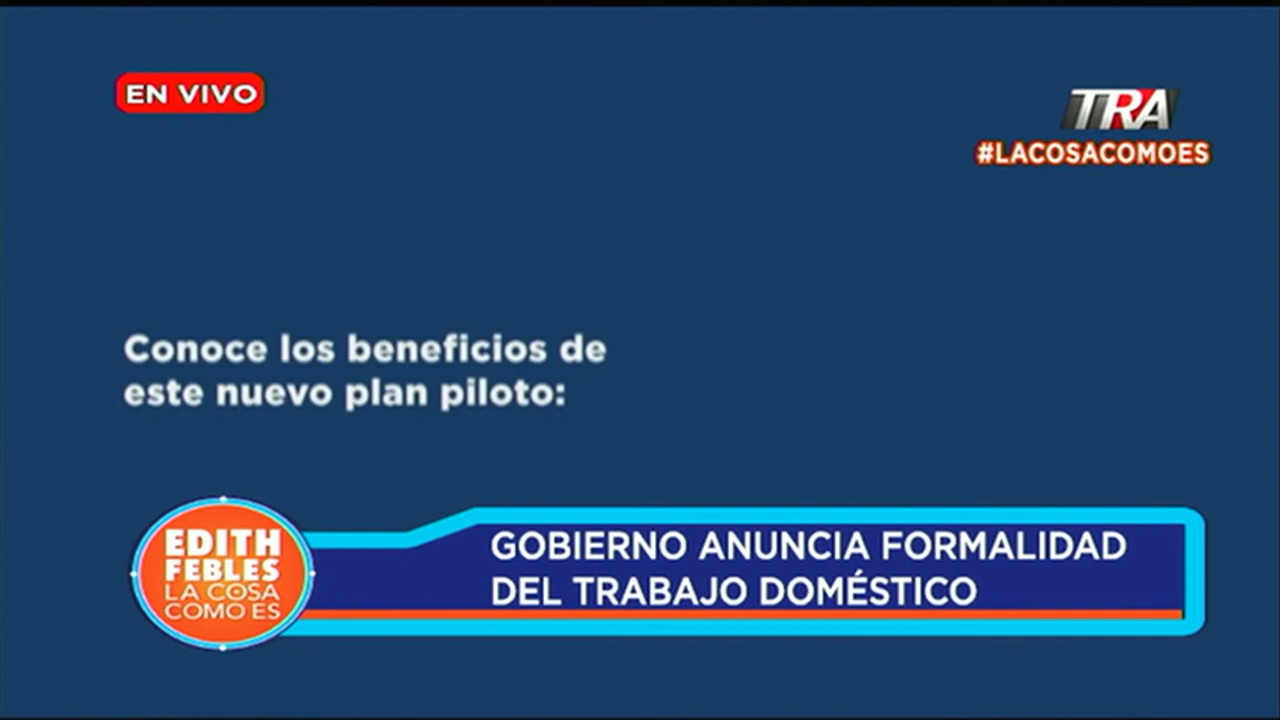 EN VIVO
TRA
#LACOSACOMOES
Conoce los beneficios de
este nuevo plan piloto:
EDITH
FEBLES
LA COSA
COMO ES
GOBIERNO ANUNCIA FORMALIDAD
DEL TRABAJO DOMÉSTICO